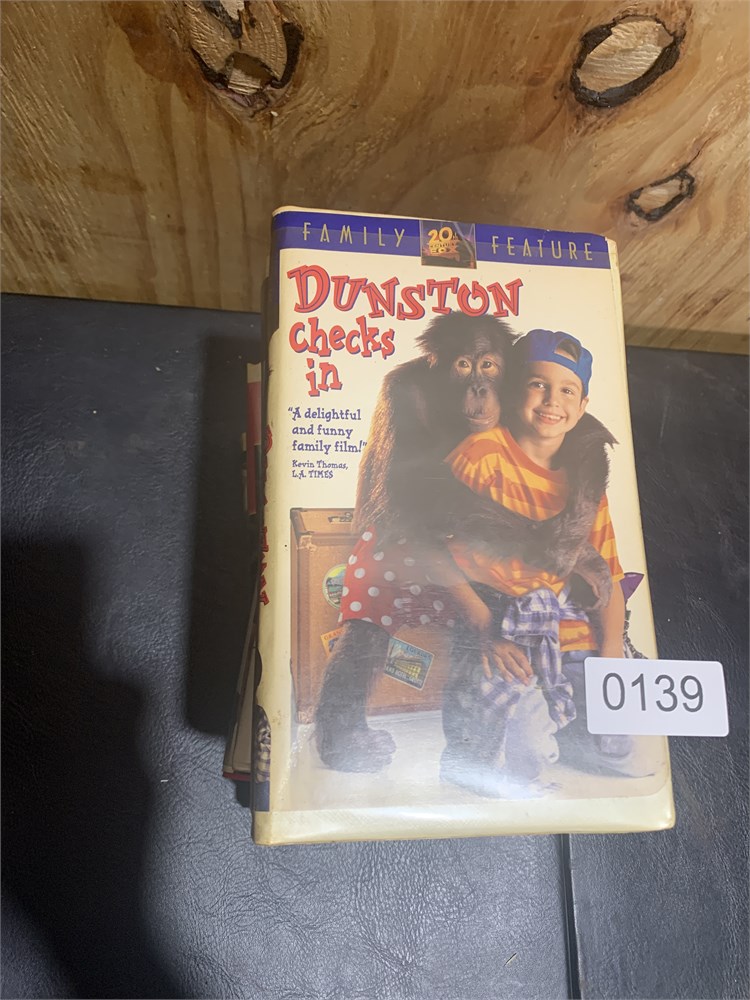 FAMILY 20th CENTURY FOX FEATURE
DUNSTON
checks
in
"A delightful
and funny
family film!"
Kevin Thomas,
L.A. TIMES
0139